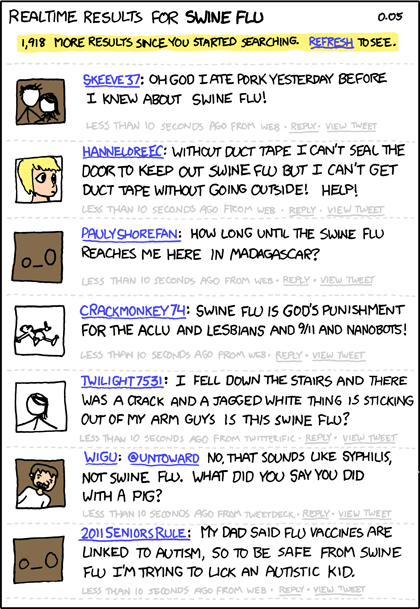 REALTIME RESULTS FOR SWINE FLU 0.05
1,918 MORE RESULTS SINCE YOU STARTED SEARCHING. REFRESH TO SEE.
SKEEVE37: OH GOD I ATE PORK YESTERDAY BEFORE
I KNEW ABOUT SWINE FLU!
LESS THAN 10 SECONDS AGO FROM WEB · REPLY · VIEW TWEET
HANNELOREEC: WITHOUT DUCT TAPE I CAN'T SEAL THE
DOOR TO KEEP OUT SWINE FLU BUT I CAN'T GET
DUCT TAPE WITHOUT GOING OUTSIDE! HELP!
LESS THAN 10 SECONDS AGO FROM WEB · REPLY · VIEW TWEET
PAULYSHOREFAN: HOW LONG UNTIL THE SWINE FLU
REACHES ME HERE IN MADAGASCAR?
LESS THAN 10 SECONDS AGO FROM WEB · REPLY · VIEW TWEET
CRACKMONKEY74: SWINE FLU IS GOD'S PUNISHMENT
FOR THE ACLU AND LESBIANS AND 9/11 AND NANOBOTS!
LESS THAN 10 SECONDS AGO FROM WEB · REPLY · VIEW TWEET
TWILIGHT7531: I FELL DOWN THE STAIRS AND THERE
WAS A CRACK AND A JAGGED WHITE THING IS STICKING
OUT OF MY ARM GUYS IS THIS SWINE FLU?
LESS THAN 10 SECONDS AGO FROM TWITTERIFIC · REPLY · VIEW TWEET
WIGU: @UNTOWARD NO, THAT SOUNDS LIKE SYPHILIS,
NOT SWINE FLU. WHAT DID YOU SAY YOU DID
WITH A PIG?
LESS THAN 10 SECONDS AGO FROM TWEETDECK · REPLY · VIEW TWEET
2011SENIORSRULE: MY DAD SAID FLU VACCINES ARE
LINKED TO AUTISM, SO TO BE SAFE FROM SWINE
FLU I'M TRYING TO LICK AN AUTISTIC KID.
LESS THAN 10 SECONDS AGO FROM WEB · REPLY · VIEW TWEET